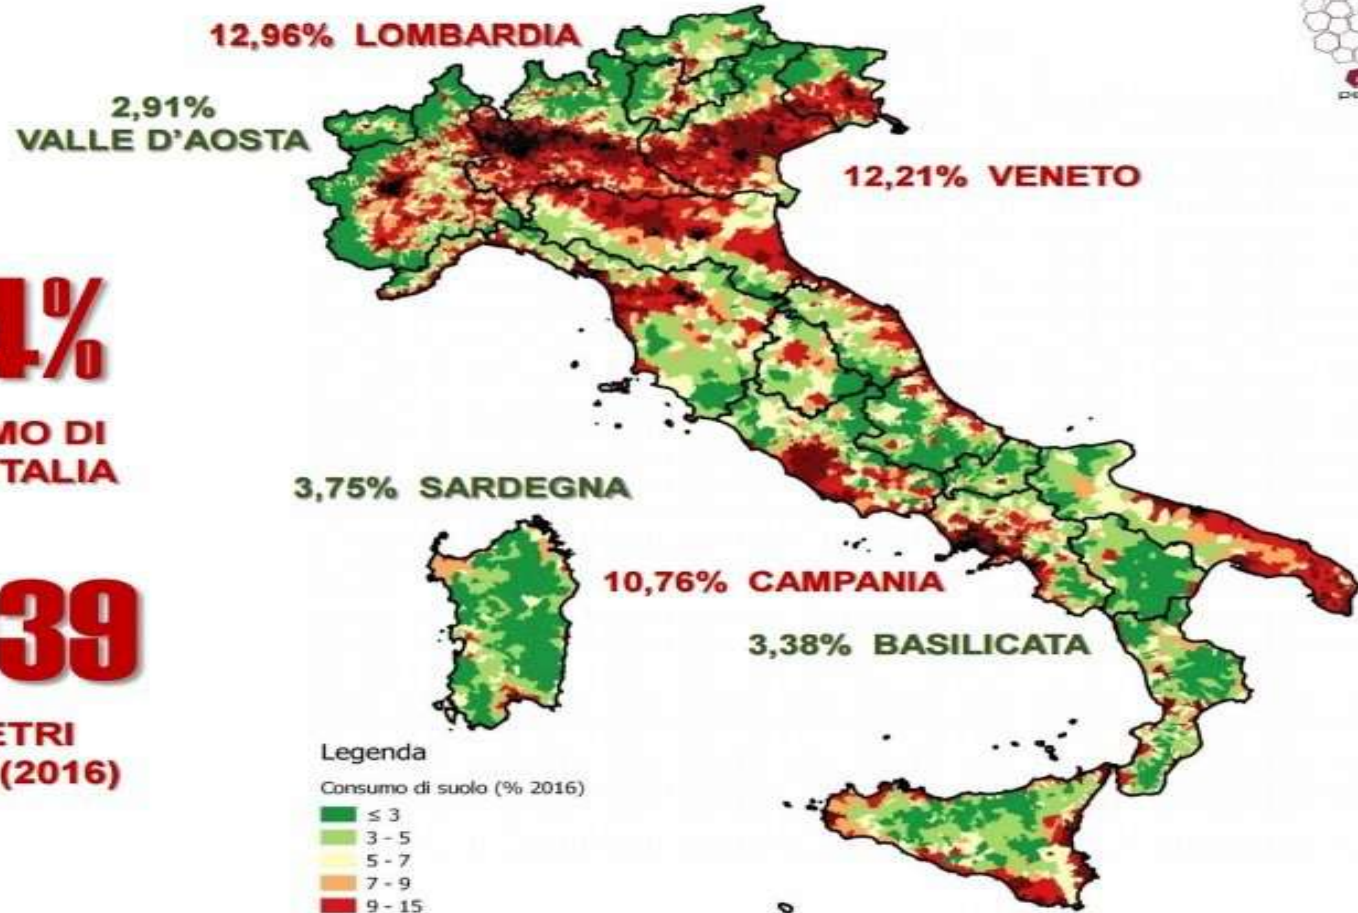 12,96% LOMBARDIA
2,91%
VALLE D'AOSTA
12,21% VENETO
4%
MO DI
TALIA
3,75% SARDEGNA
10,76% CAMPANIA
39
3,38% BASILICATA
ETRI
(2016)
Legenda
Consumo di suolo (% 2016)
≤ 3
3 - 5
5 - 7
7 - 9
9 - 15